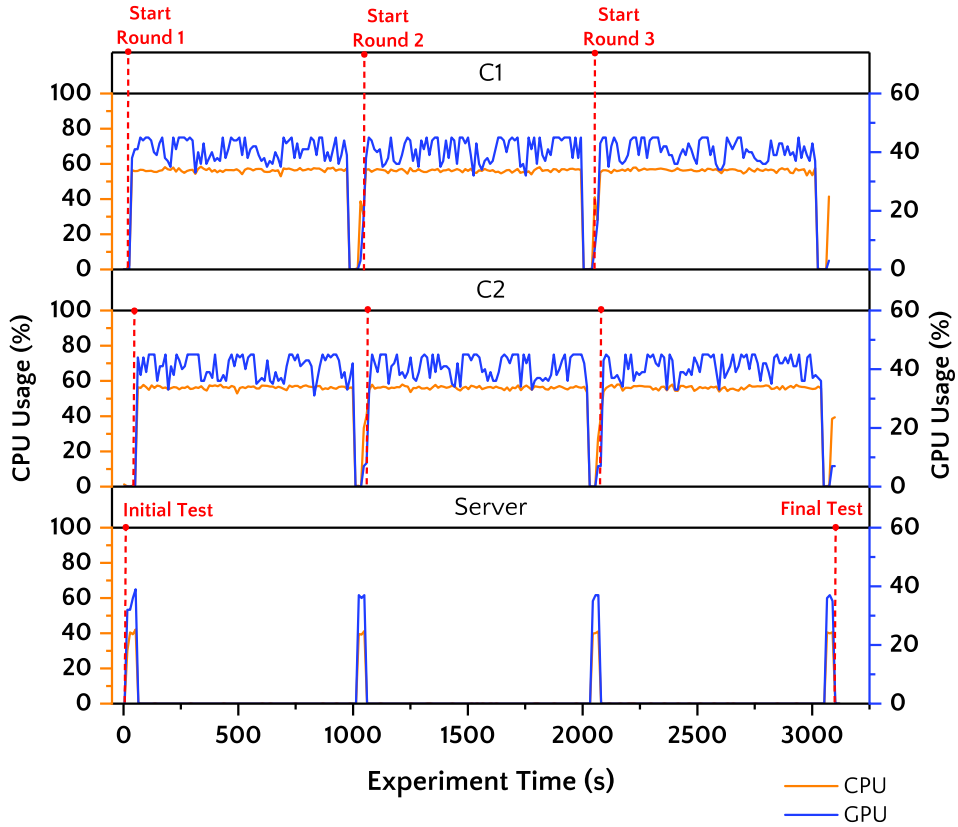 Start
Round 1
Start
Round 2
Start
Round 3
C1
100
80
60
40
20
0
60
40
20
0
C2
100
80
60
40
20
0
60
40
20
0
CPU Usage (%)
GPU Usage (%)
Initial Test
Server
Final Test
100
80
60
40
20
0
60
40
20
0
0 500 1000 1500 2000 2500 3000
Experiment Time (s)
CPU
GPU